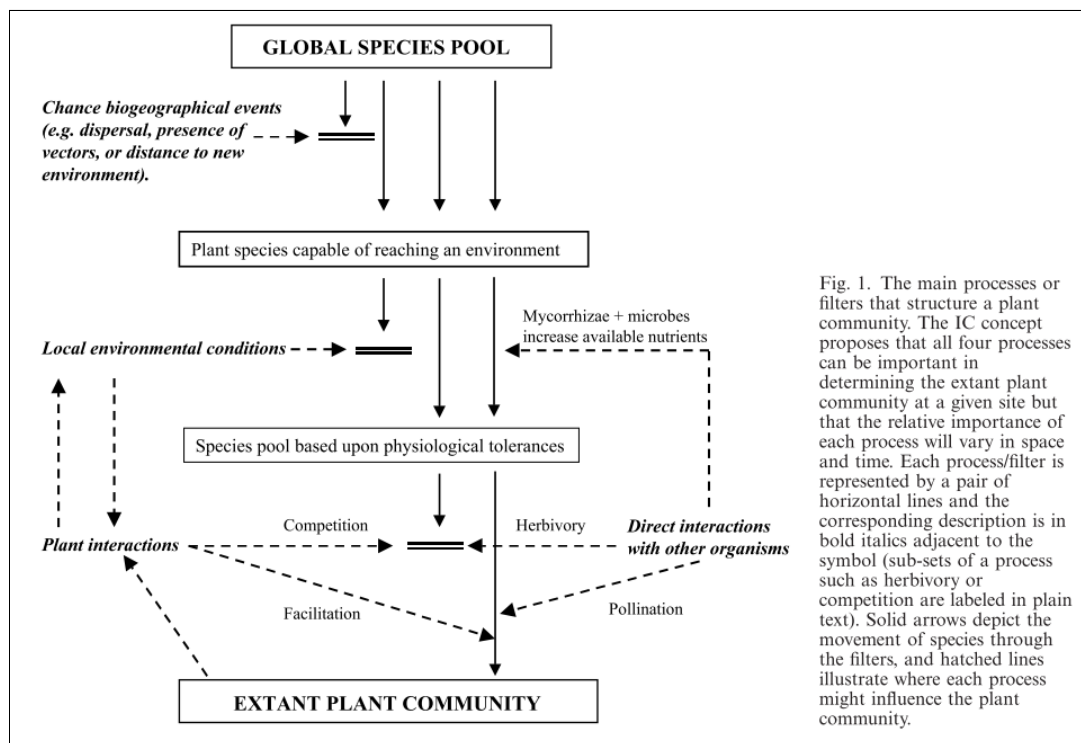 GLOBAL SPECIES POOL
Chance biogeographical events
(e.g. dispersal, presence of
vectors, or distance to new
environment).
Plant species capable of reaching an environment
Mycorrhizae + microbes
increase available nutrients
Local environmental conditions
Species pool based upon physiological tolerances
Competition
Herbivory
Plant interactions
Direct interactions
with other organisms
Facilitation
Pollination
EXTANT PLANT COMMUNITY
Fig. 1. The main processes or
filters that structure a plant
community. The IC concept
proposes that all four processes
can be important in
determining the extant plant
community at a given site but
that the relative importance of
each process will vary in space
and time. Each process/filter is
represented by a pair of
horizontal lines and the
corresponding description is in
bold italics adjacent to the
symbol (sub-sets of a process
such as herbivory or
competition are labeled in plain
text). Solid arrows depict the
movement of species through
the filters, and hatched lines
illustrate where each process
might influence the plant
community.